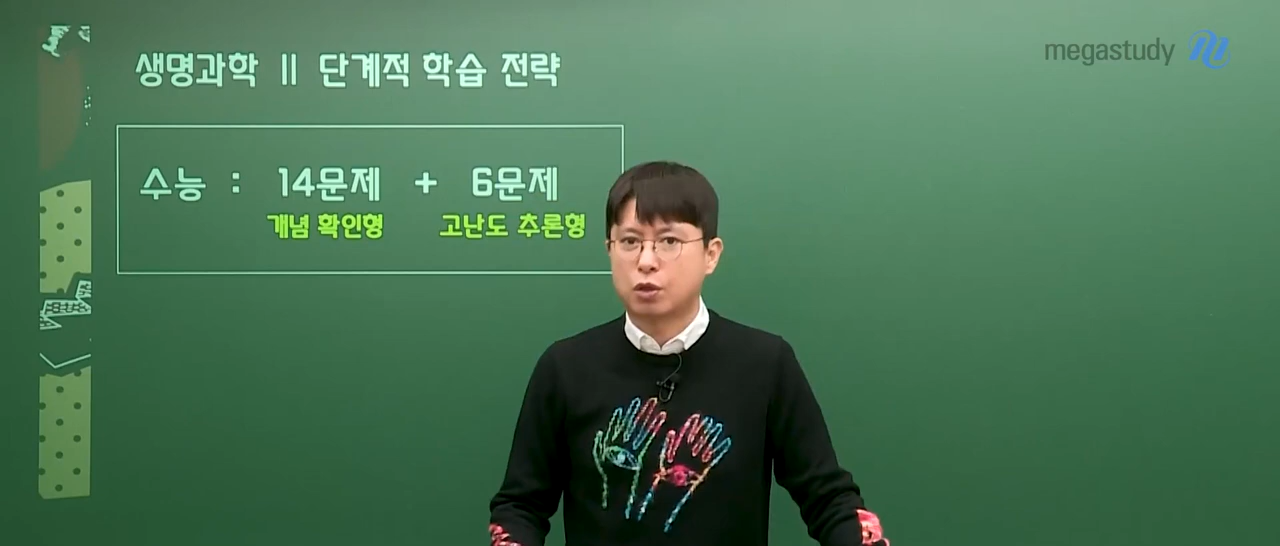 생명과학 II 단계적 학습 전략
megastudy
수능 : 14문제 + 6문제
개념 확인형 고난도 추론형